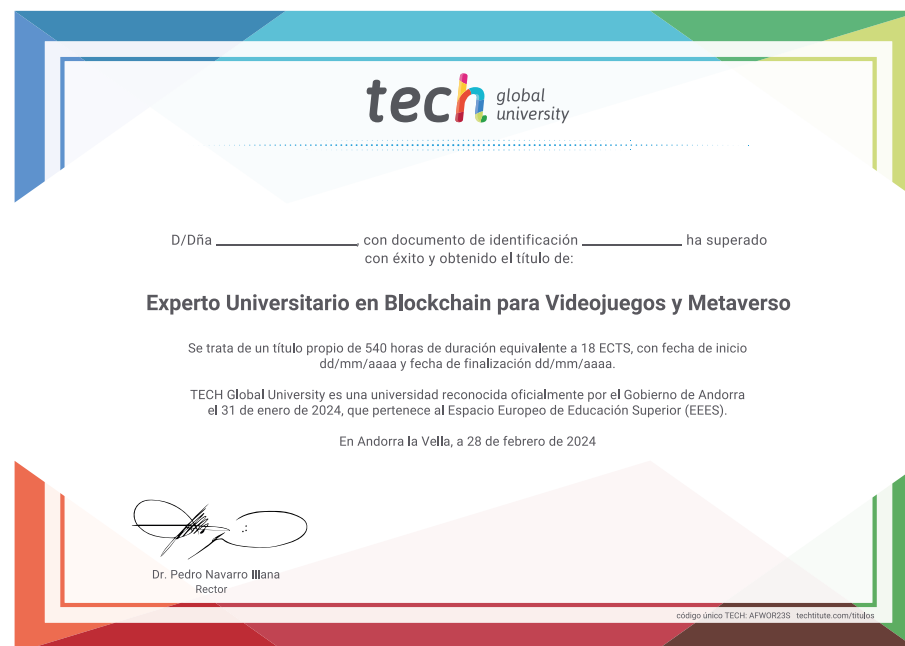 tech global university
D/Dña ____________, con documento de identificación ____________ ha superado
con éxito y obtenido el título de:
Experto Universitario en Blockchain para Videojuegos y Metaverso
Se trata de un título propio de 540 horas de duración equivalente a 18 ECTS, con fecha de inicio
dd/mm/aaaa y fecha de finalización dd/mm/aaaa.
TECH Global University es una universidad reconocida oficialmente por el Gobierno de Andorra
el 31 de enero de 2024, que pertenece al Espacio Europeo de Educación Superior (EEES).
En Andorra la Vella, a 28 de febrero de 2024
Dr. Pedro Navarro Illana
Rector
código único TECH: AFWOR23S techtitute.com/titulos